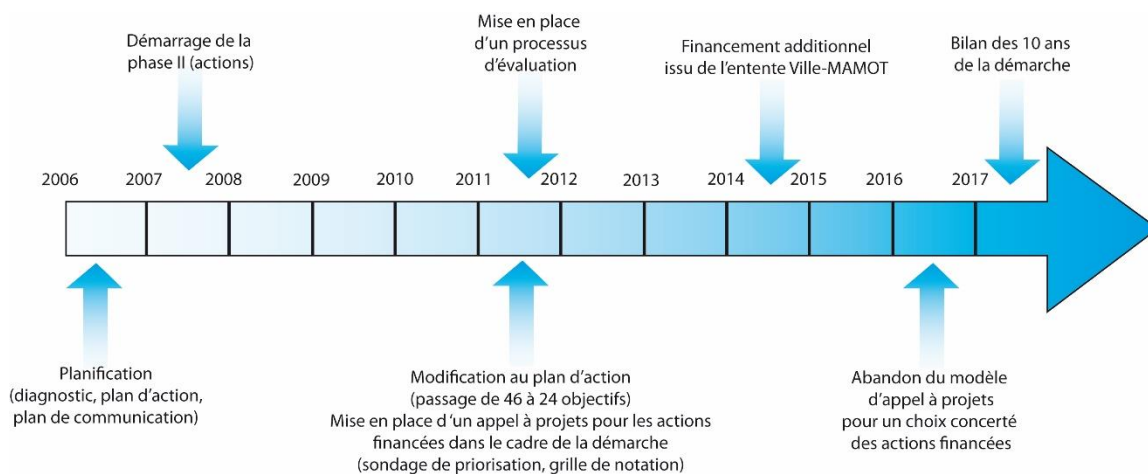 Démarrage de la
phase II (actions)
Mise en place
d'un processus
d'évaluation
Financement additionnel
issu de l'entente Ville-MAMOT
Bilan des 10 ans
de la démarche
2006 2007 2008 2009 2010 2011 2012 2013 2014 2015 2016 2017
Planification
(diagnostic, plan d'action,
plan de communication)
Modification au plan d'action
(passage de 46 à 24 objectifs)
Mise en place d'un appel à projets pour les actions
financées dans le cadre de la démarche
(sondage de priorisation, grille de notation)
Abandon du modèle
d'appel à projets
pour un choix concerté
des actions financées